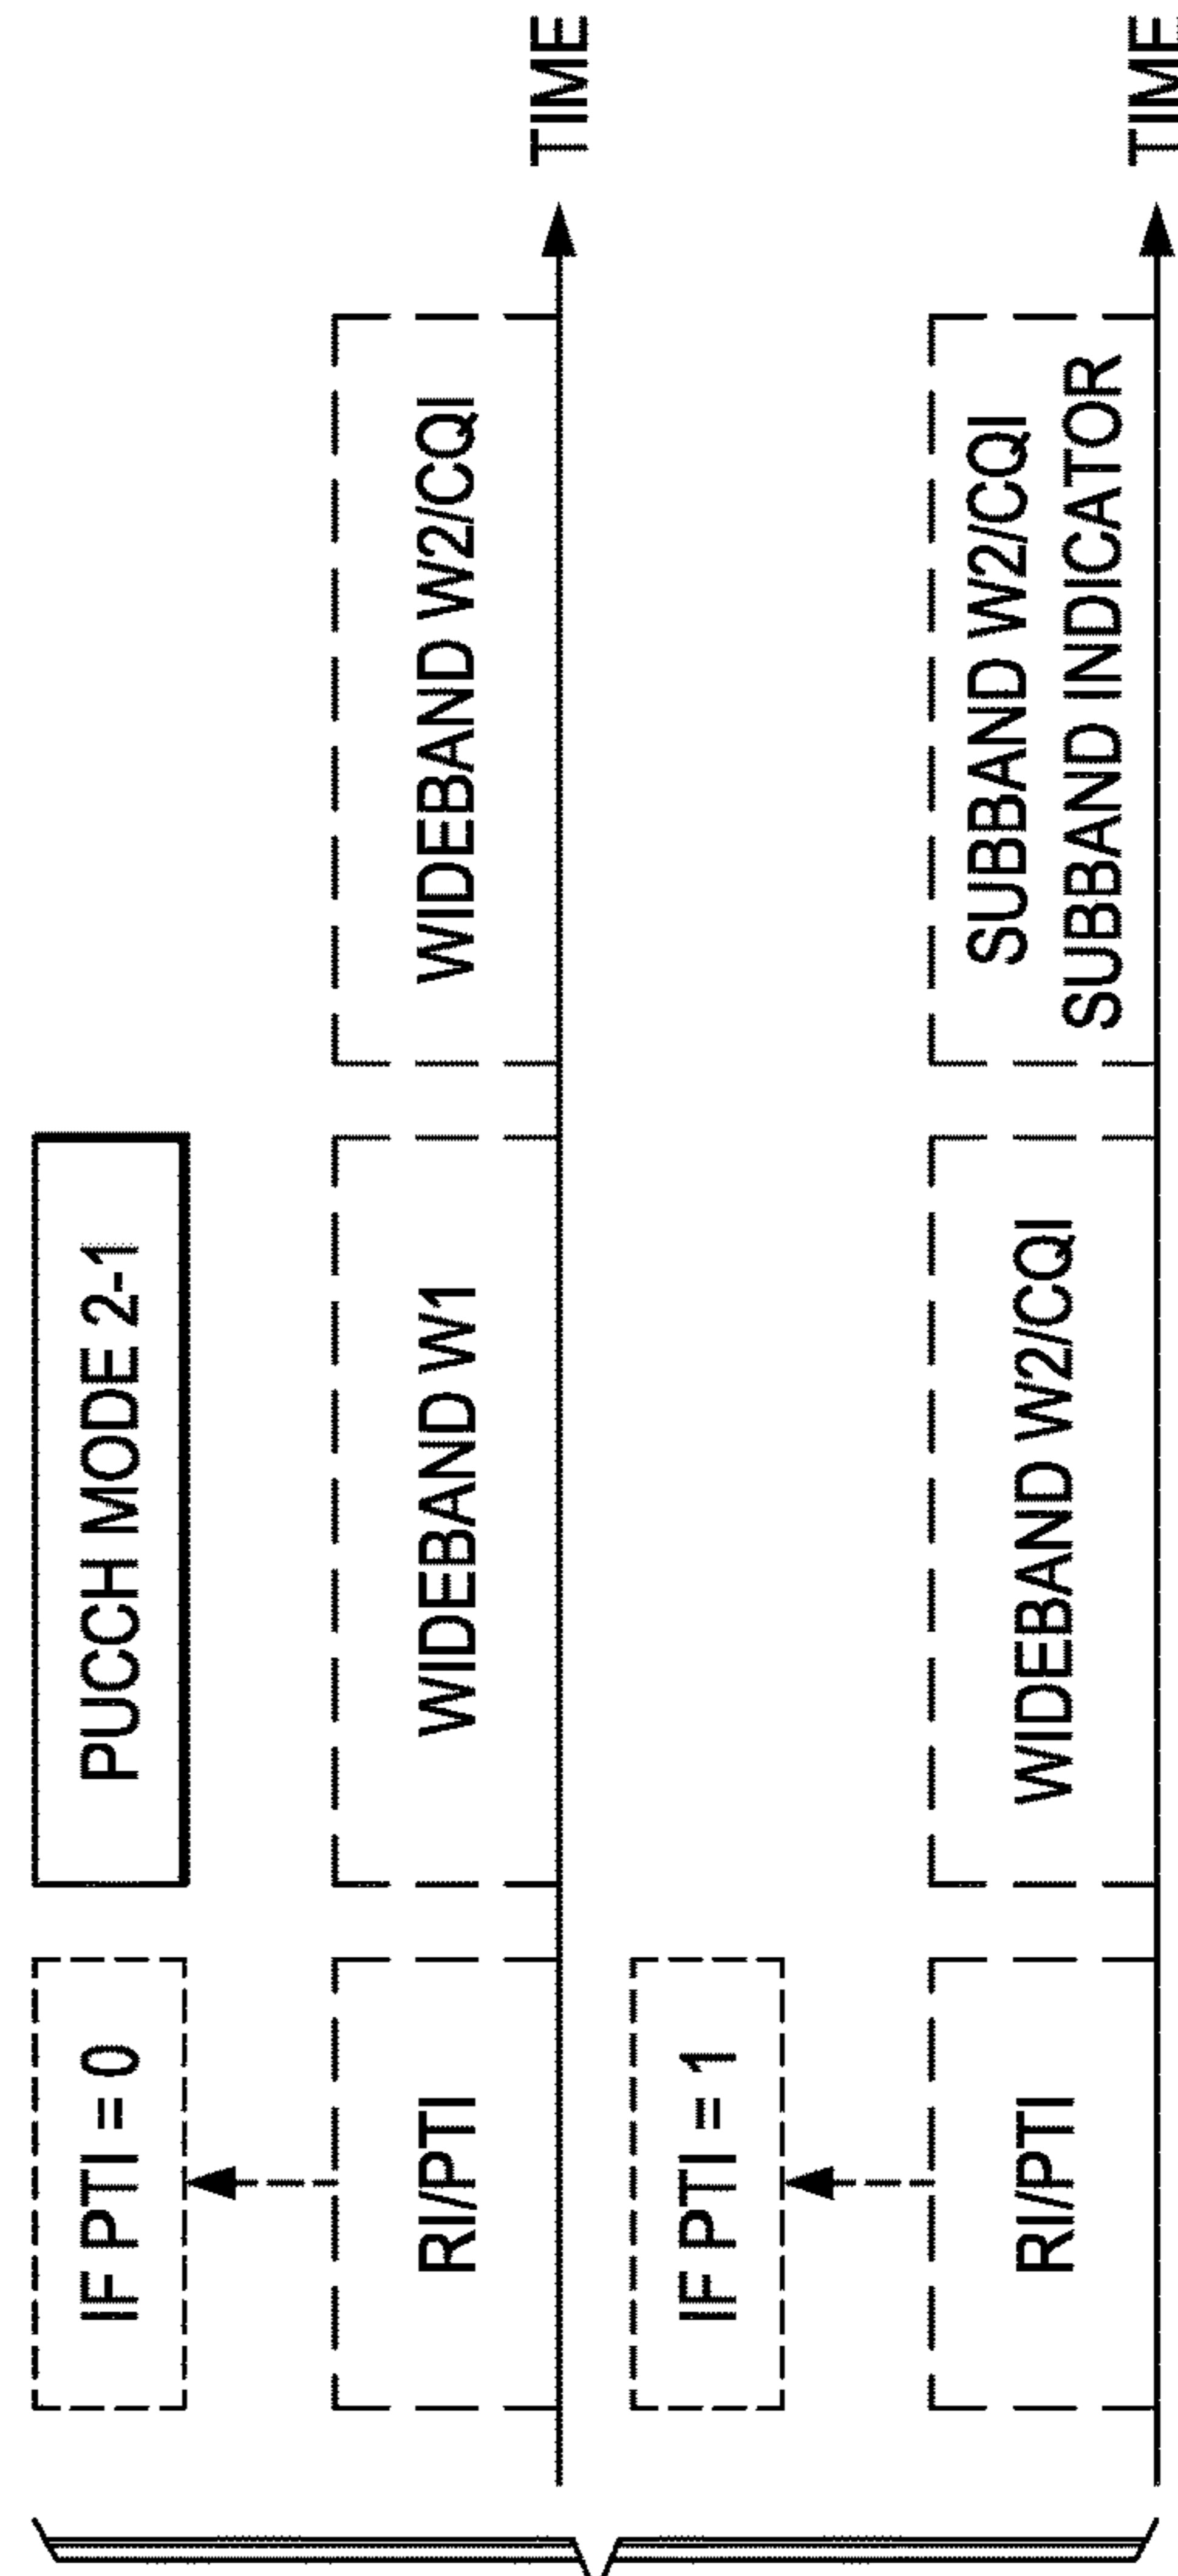 IF PTI = 0
PUCCH MODE 2-1
RI/PTI
WIDEBAND W1
WIDEBAND W2/CQI
TIME
IF PTI = 1
RI/PTI
WIDEBAND W2/CQI
SUBBAND W2/CQI
SUBBAND INDICATOR
TIME